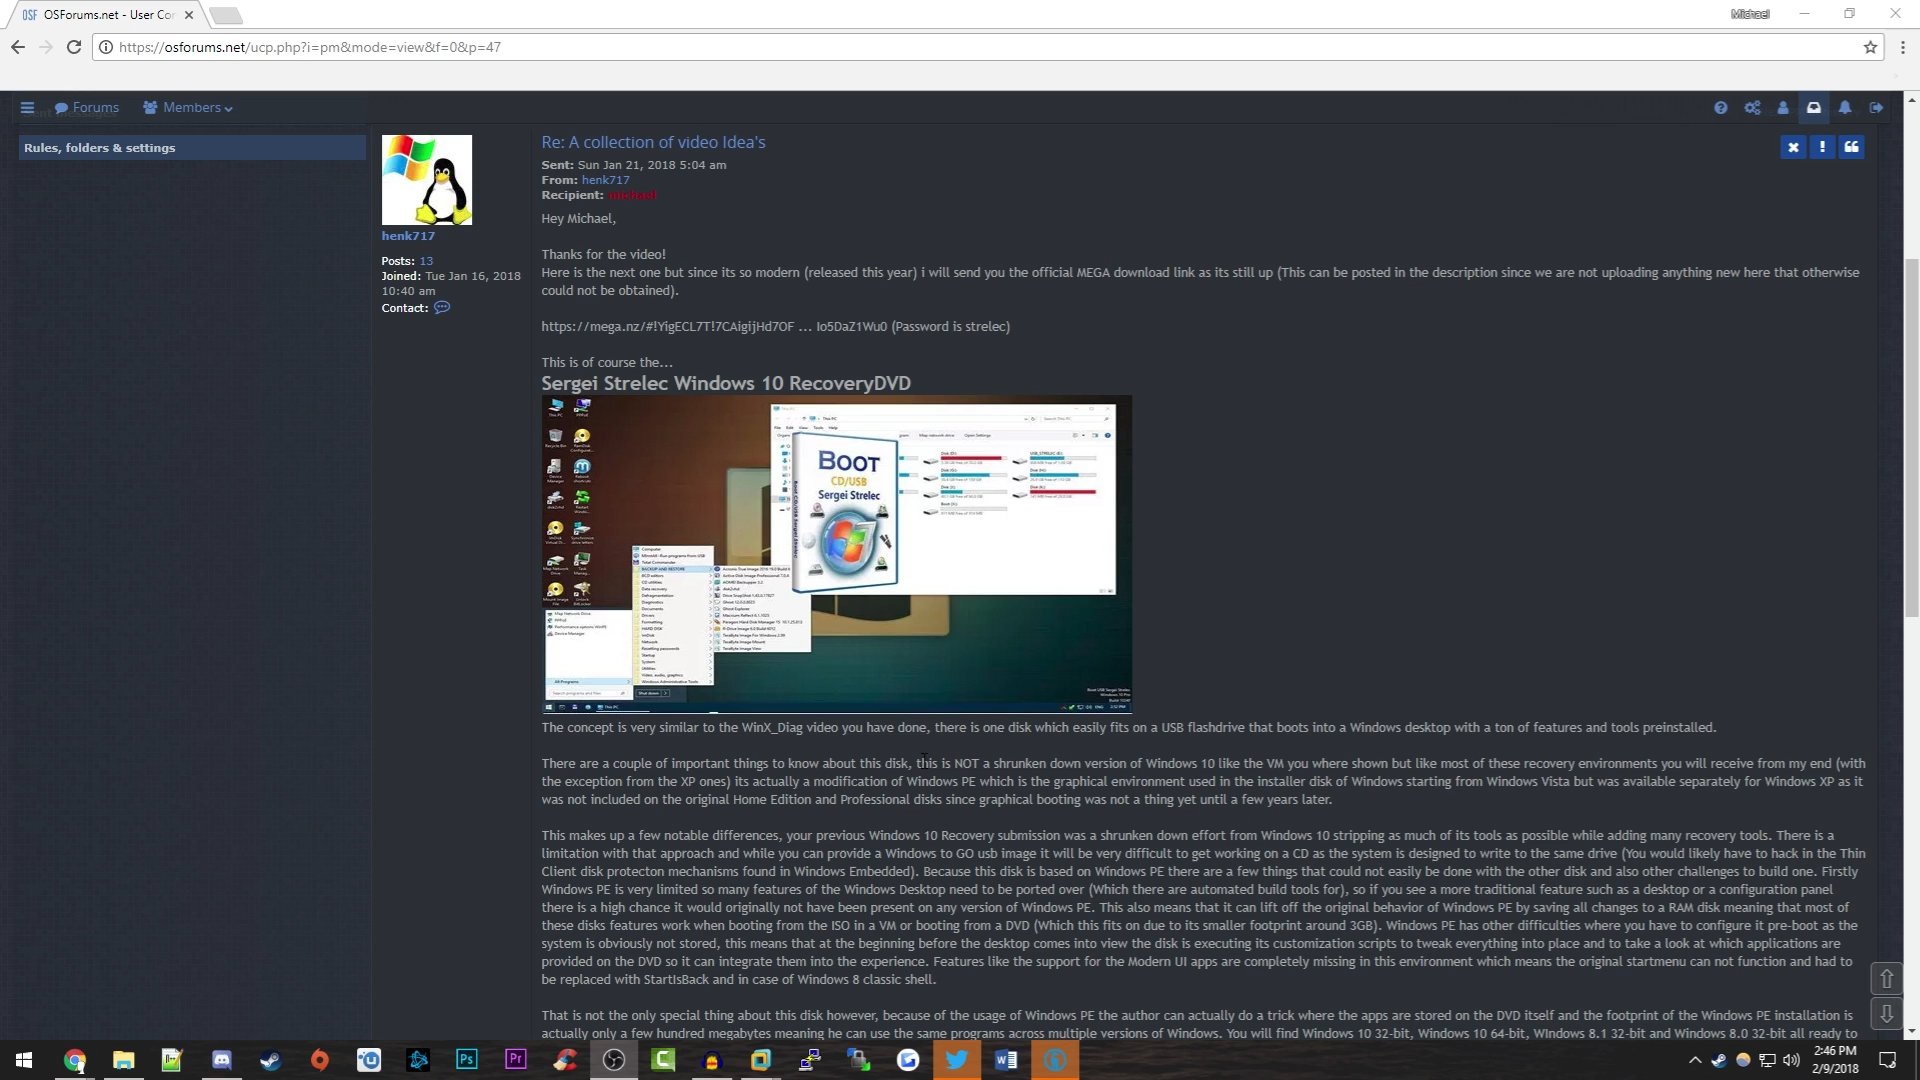 OSForums.net - User Co
Michael
https://osforums.net/ucp.php?i=pm&mode=view&f=0&p=47
Forums
Members
Rules, folders & settings
henk717
Posts: 13
Joined: Tue Jan 16, 2018
10:40 am
Contact:
Re: A collection of video Idea's
Sent: Sun Jan 21, 2018 5:04 am
From: henk717
Recipient: michael
Hey Michael,
Thanks for the video!
Here is the next one but since its so modern (released this year) i will send you the official MEGA download link as its still up (This can be posted in the description since we are not uploading anything new here that otherwise
could not be obtained).
https://mega.nz/#!YigECL7T!7CAigijHd7OF ... Io5DaZ1Wu0 (Password is strelec)
This is of course the...
Sergei Strelec Windows 10 RecoveryDVD
BOOT
CD/USB
Sergei Strelec
The concept is very similar to the WinX_Diag video you have done, there is one disk which easily fits on a USB flashdrive that boots into a Windows desktop with a ton of features and tools preinstalled.
There are a couple of important things to know about this disk, this is NOT a shrunken down version of Windows 10 like the VM you where shown but like most of these recovery environments you will receive from my end (with
the exception from the XP ones) its actually a modification of Windows PE which is the graphical environment used in the installer disk of Windows starting from Windows Vista but was available separately for Windows XP as it
was not included on the original Home Edition and Professional disks since graphical booting was not a thing yet until a few years later.
This makes up a few notable differences, your previous Windows 10 Recovery submission was a shrunken down effort from Windows 10 stripping as much of its tools as possible while adding many recovery tools. There is a
limitation with that approach and while you can provide a Windows to GO usb image it will be very difficult to get working on a CD as the system is designed to write to the same drive (You would likely have to hack in the Thin
Client disk protecton mechanisms found in Windows Embedded). Because this disk is based on Windows PE there are a few things that could not easily be done with the other disk and also other challenges to build one. Firstly
Windows PE is very limited so many features of the Windows Desktop need to be ported over (Which there are automated build tools for), so if you see a more traditional feature such as a desktop or a configuration panel
there is a high chance it would originally not have been present on any version of Windows PE. This also means that it can lift off the original behavior of Windows PE by saving all changes to a RAM disk meaning that most of
these disks features work when booting from the ISO in a VM or booting from a DVD (Which this fits on due to its smaller footprint around 3GB). Windows PE has other difficulties where you have to configure it pre-boot as the
system is obviously not stored, this means that at the beginning before the desktop comes into view the disk is executing its customization scripts to tweak everything into place and to take a look at which applications are
provided on the DVD so it can integrate them into the experience. Features like the support for the Modern UI apps are completely missing in this environment which means the original startmenu can not function and had to
be replaced with StartIsBack and in case of Windows 8 classic shell.
That is not the only special thing about this disk however, because of the usage of Windows PE the author can actually do a trick where the apps are stored on the DVD itself and the footprint of the Windows PE installation is
actually only a few hundred megabytes meaning he can use the same programs across multiple versions of Windows. You will find Windows 10 32-bit, Windows 10 64-bit, WIndows 8.1 32-bit and Windows 8.0 32-bit all ready to
2:46 PM
2/9/2018